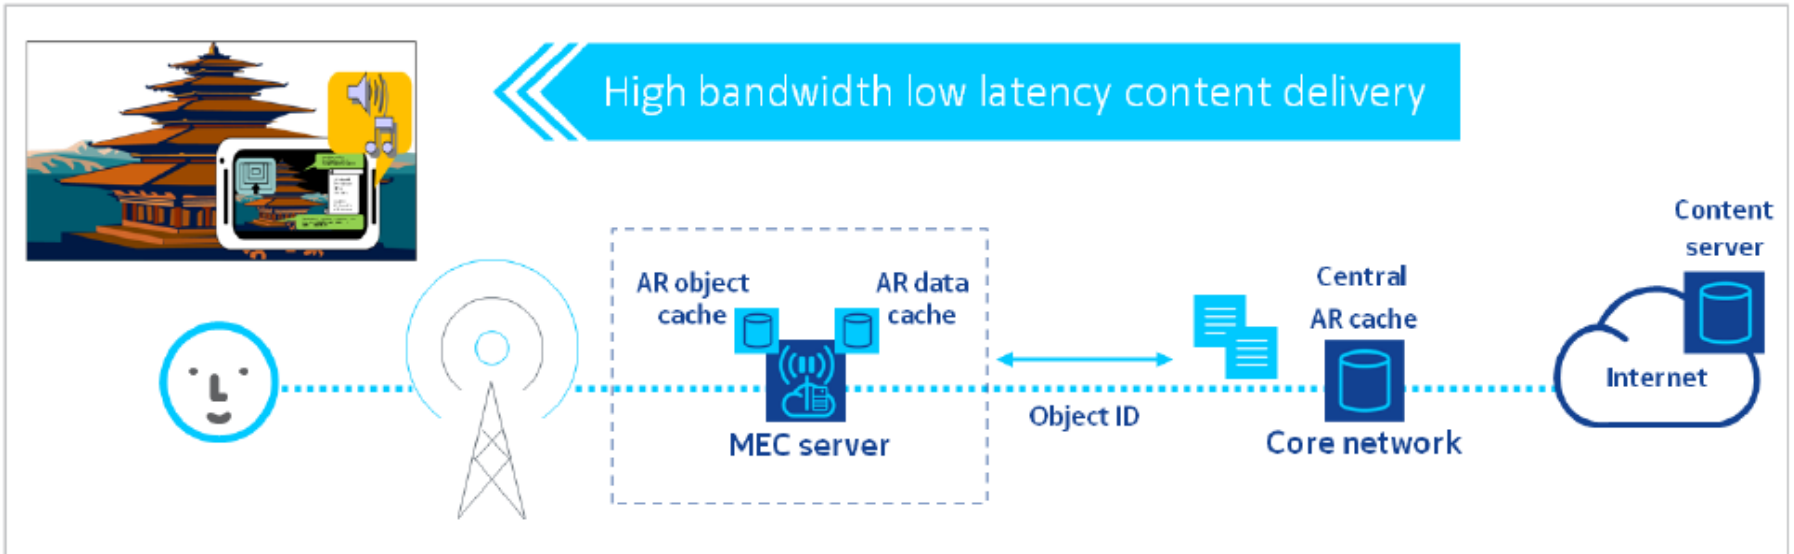 High bandwidth low latency content delivery
Content
server
AR object
cache
AR data
cache
Central
AR cache
Internet
Object ID
MEC server
Core network